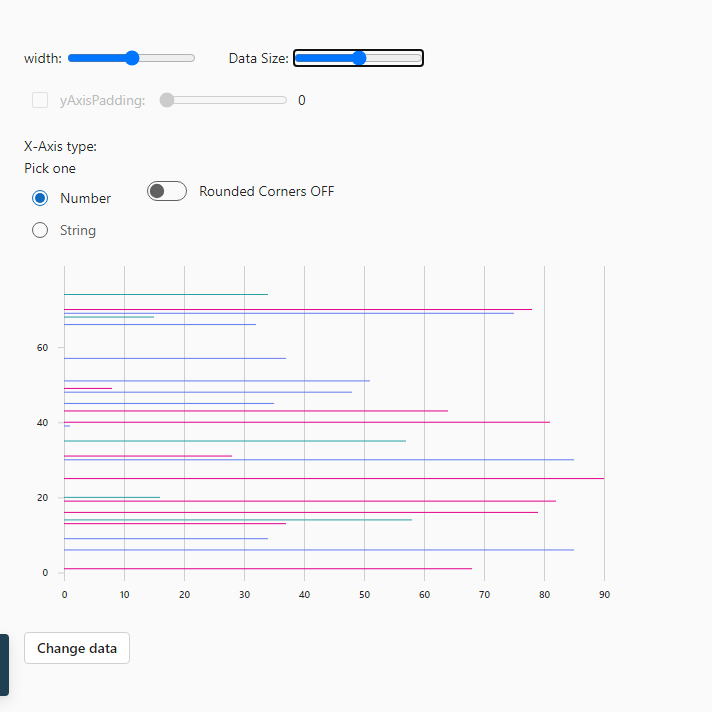 width: Data Size:
yAxisPadding: 0
X-Axis type:
Pick one
Number Rounded Corners OFF
String
60
40
20
0
0 10 20 30 40 50 60 70 80 90
Change data